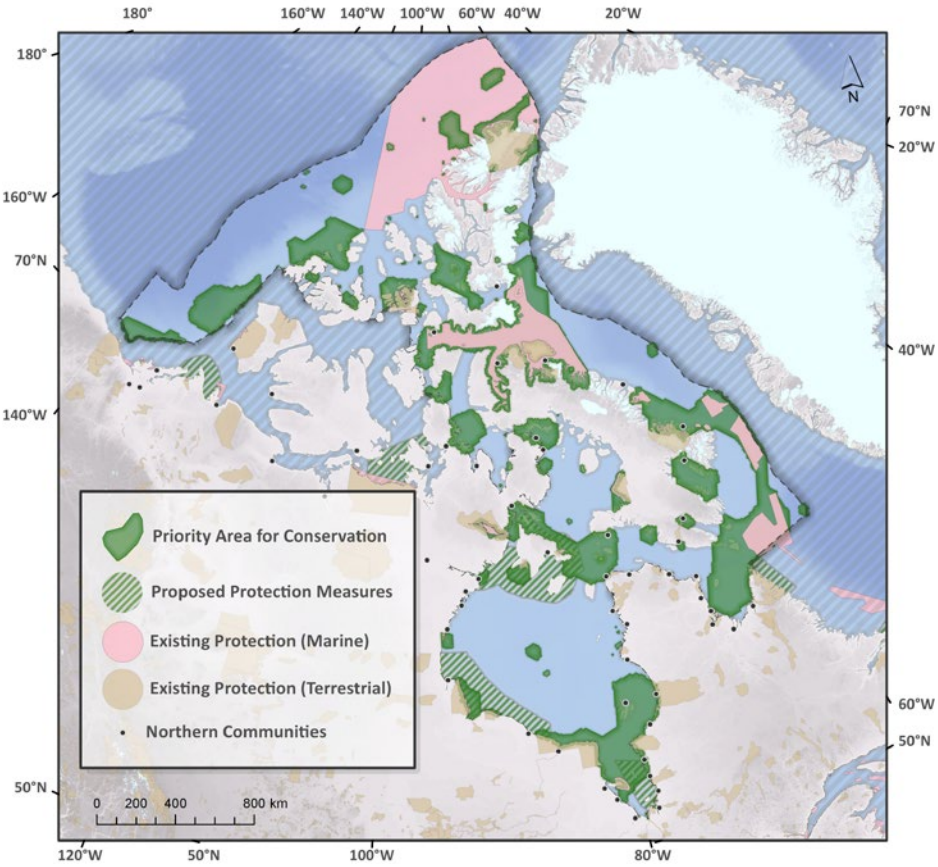 180° 160°W 140°W 100°W 80°W 60°W 40°W 20°W
180°
N
70°N
20°W
160°W
70°N
40°W
140°W
Priority Area for Conservation
Proposed Protection Measures
Existing Protection (Marine)
Existing Protection (Terrestrial)
Northern Communities
60°W
50°W
50°N
0 200 400 800 km
120°W 50°N 100°W 80°W